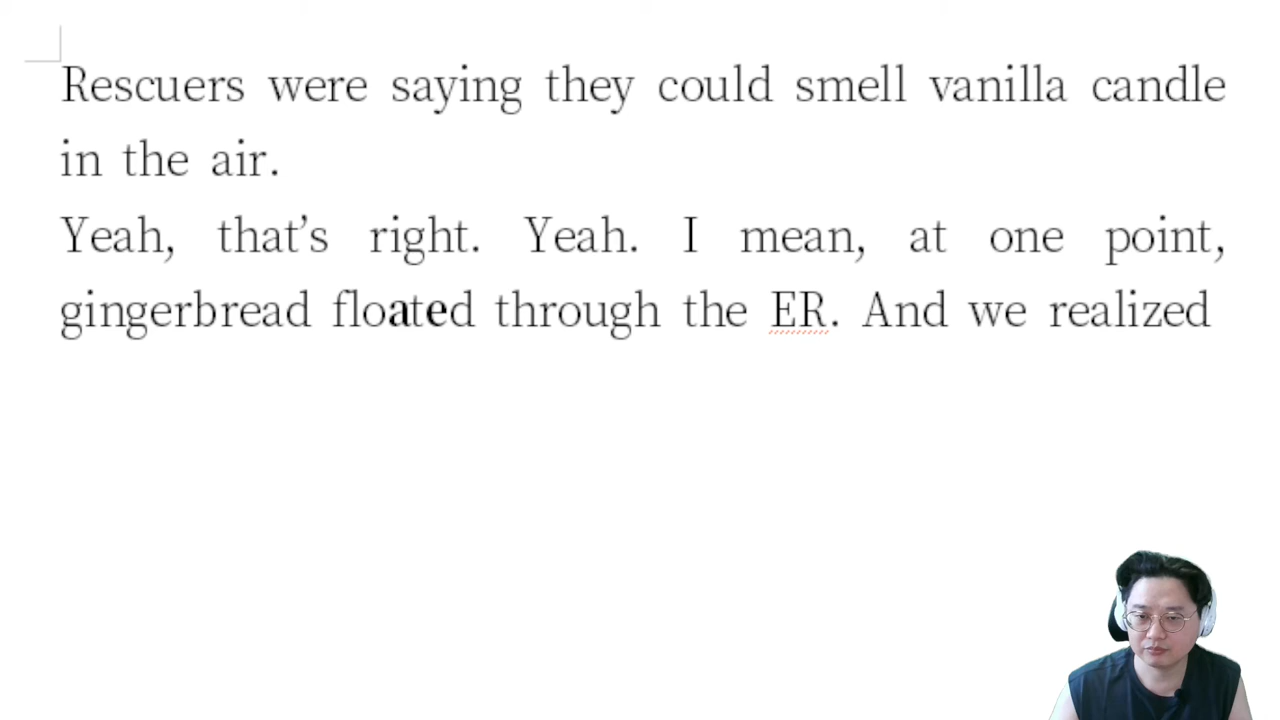 Rescuers were saying they could smell vanilla candle
in the air.
Yeah, that’s right. Yeah. I mean, at one point,
gingerbread floated through the ER. And we realized